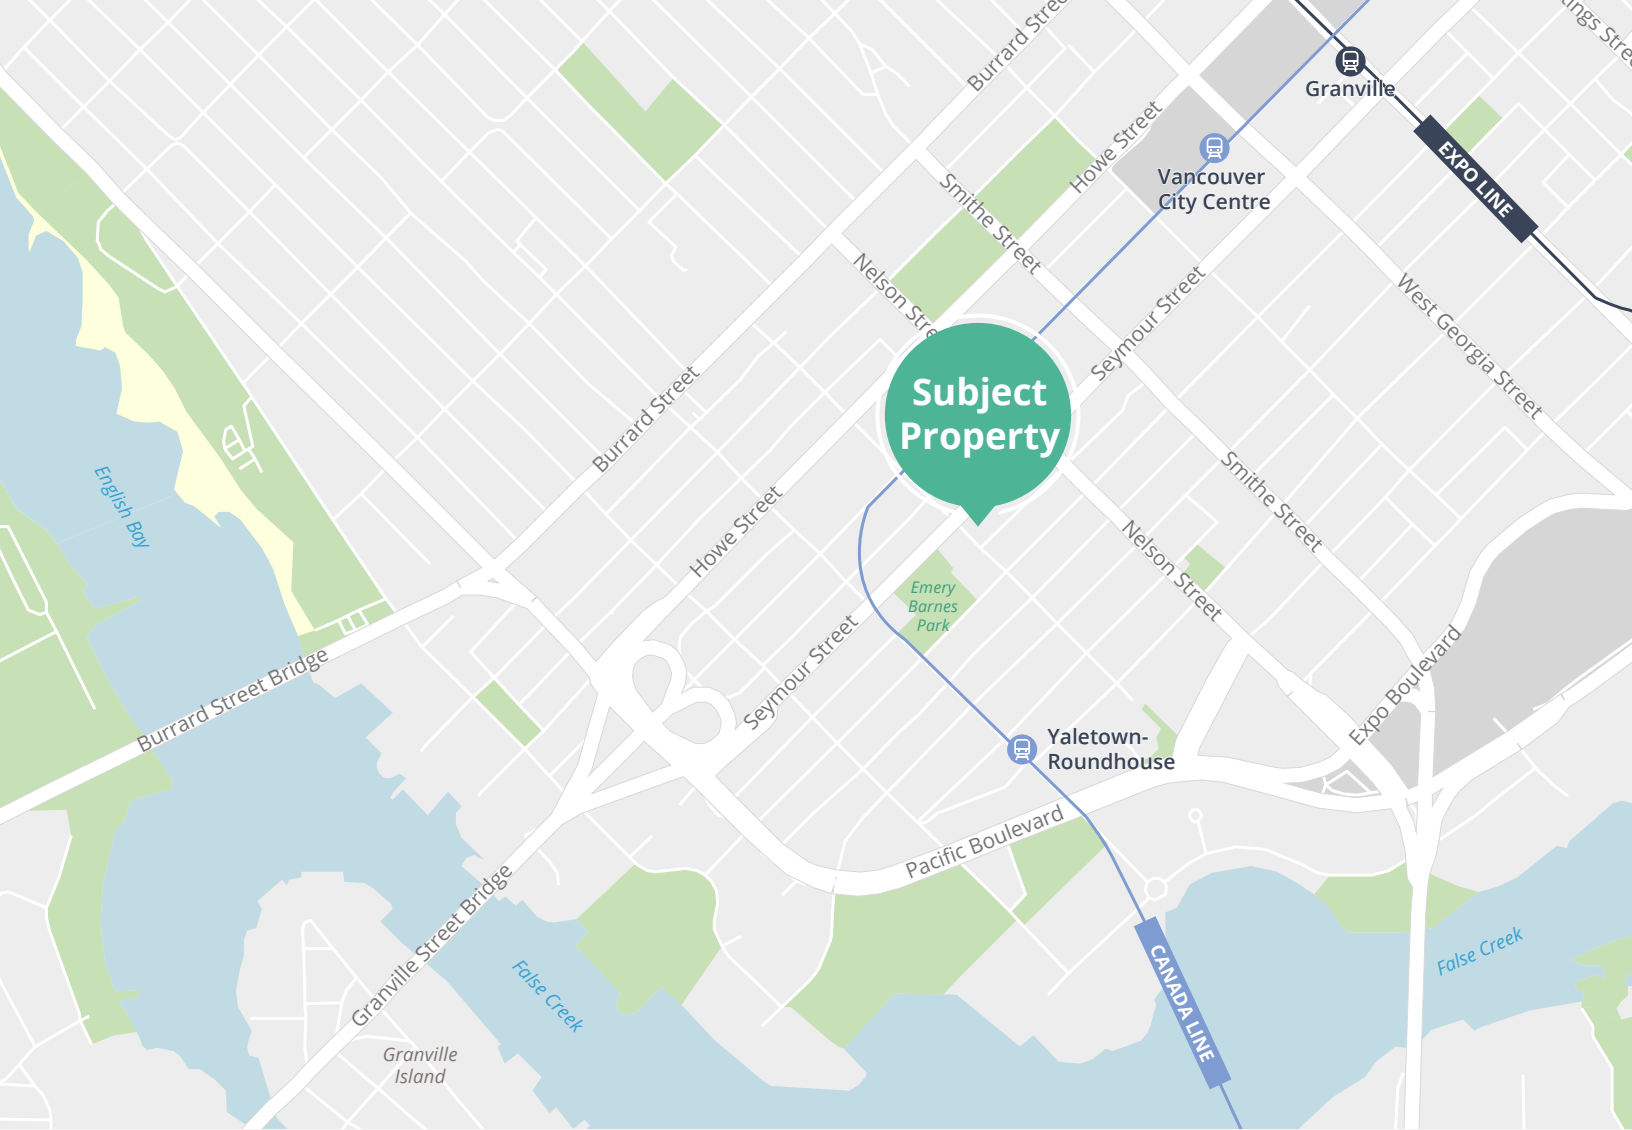 Burrard Street
tings Street
Granville
Howe Street
EXPO LINE
Vancouver
City Centre
Smithe Street
Nelson Stre
Seymour Street
West Georgia Street
Subject
Property
Burrard Street
English Bay
Howe Street
Smithe Street
Nelson Street
Emery
Barnes
Park
Seymour Street
Expo Boulevard
Burrard Street Bridge
Yaletown-
Roundhouse
Pacific Boulevard
Granville Street Bridge
False Creek
False Creek
CANADA LINE
Granville
Island